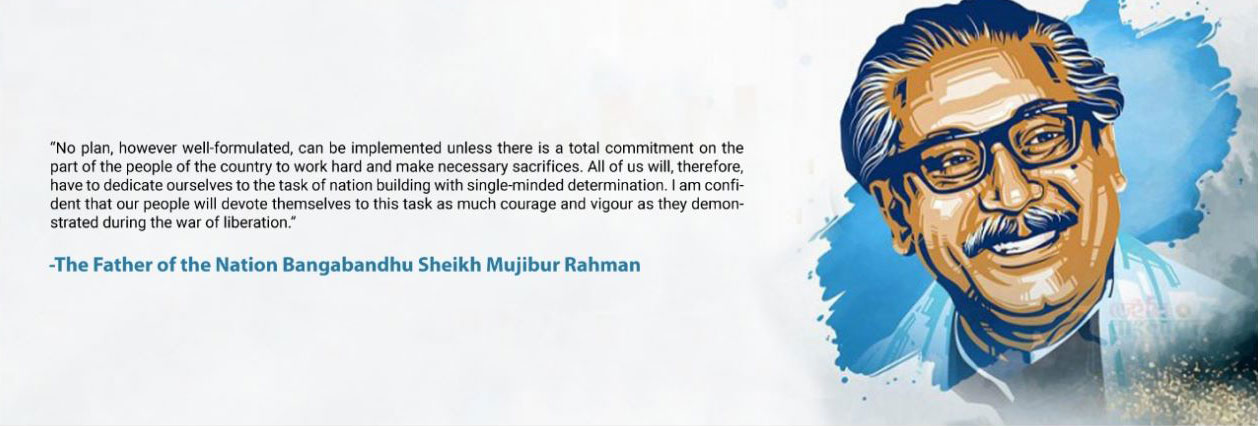 “No plan, however well-formulated, can be implemented unless there is a total commitment on the
part of the people of the country to work hard and make necessary sacrifices. All of us will, therefore,
have to dedicate ourselves to the task of nation building with single-minded determination. I am confi-
dent that our people will devote themselves to this task as much courage and vigour as they demon-
strated during the war of liberation.”
-The Father of the Nation Bangabandhu Sheikh Mujibur Rahman